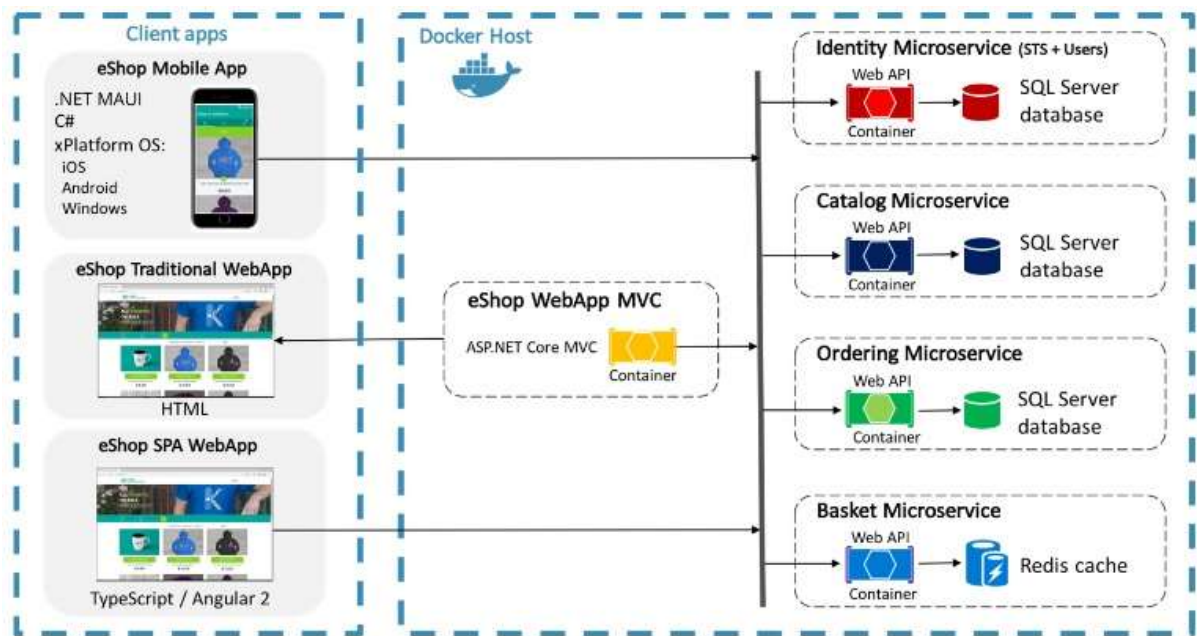 Client apps
eShop Mobile App
.NET MAUI
C#
xPlatform OS:
iOS
Android
Windows
eShop Traditional WebApp
HTML
eShop SPA WebApp
TypeScript / Angular 2
Docker Host
eShop WebApp MVC
ASP.NET Core MVC
Container
Identity Microservice (STS + Users)
Web API
Container
SQL Server
database
Catalog Microservice
Web API
Container
SQL Server
database
Ordering Microservice
Web API
Container
SQL Server
database
Basket Microservice
Web API
Container
Redis cache